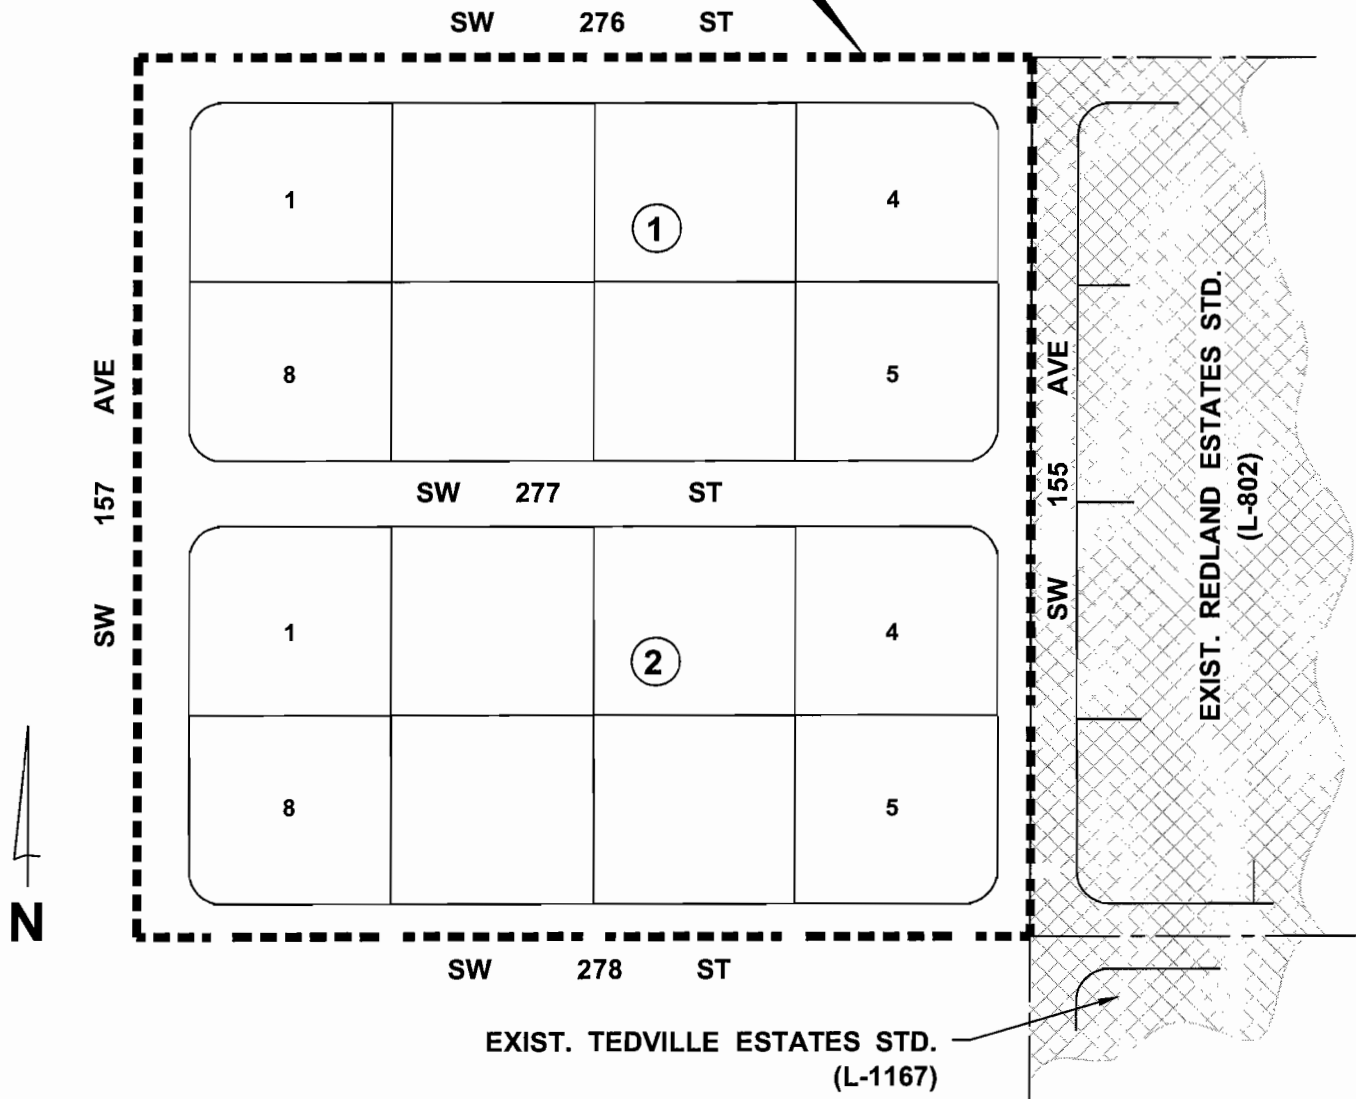 SW 276 ST
1
4
1
8
5
SW 157 AVE
SW 155 AVE
EXIST. REDLAND ESTATES STD.
(L-802)
SW 277 ST
1
4
2
8
5
N
SW 278 ST
EXIST. TEDVILLE ESTATES STD.
(L-1167)